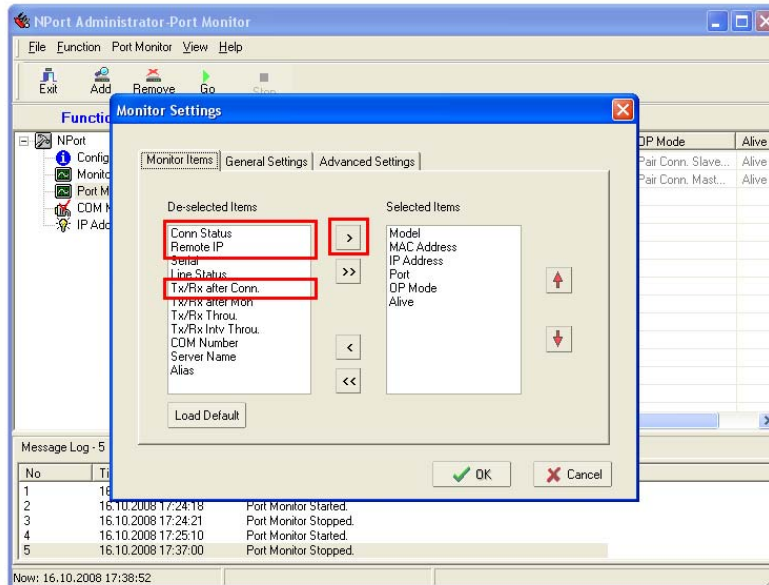 NPort Administrator-Port Monitor
File Function Port Monitor View Help
Exit Add Remove Go Stop
Functio
Monitor Settings
NPort
Config
Monito
Port M
COM M
IP Adc
OP Mode Alive
Pair Conn. Slave... Alive
Pair Conn. Mast... Alive
Monitor Items General Settings Advanced Settings
De-selected Items Selected Items
Conn Status
Remote IP
Serial
Line Status
Tx/Rx after Conn.
Tx/Rx after Mon
Tx/Rx Throu.
Tx/Rx Intv Throu.
COM Number
Server Name
Alias
>
>>
<
<<
Model
MAC Address
IP Address
Port
OP Mode
Alive
Load Default
OK Cancel
Message Log - 5
No Ti
1 16
2 16.10.2008 17:24:18 Port Monitor Started.
3 16.10.2008 17:24:21 Port Monitor Stopped.
4 16.10.2008 17:25:10 Port Monitor Started.
5 16.10.2008 17:37:00 Port Monitor Stopped.
Now: 16.10.2008 17:38:52